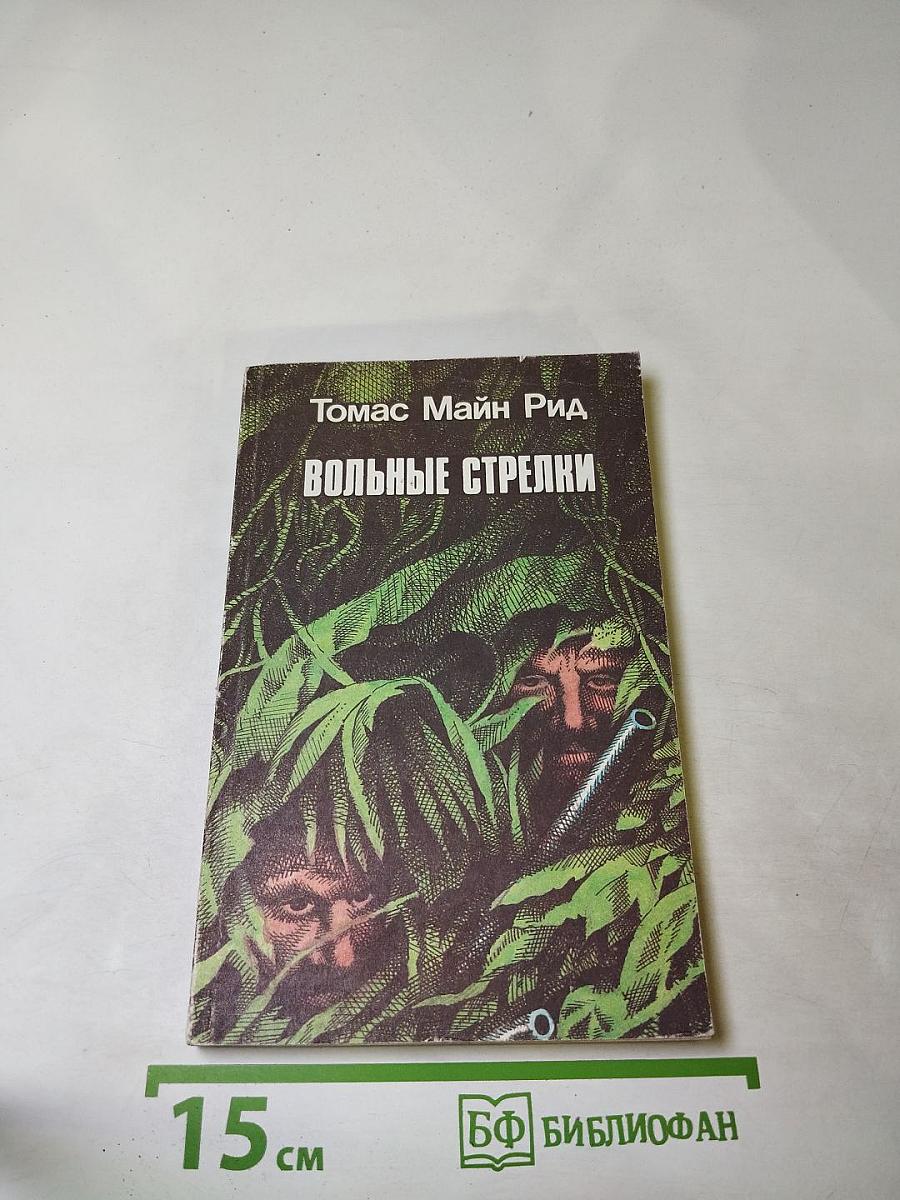 Томас Майн Рид
ВОЛЬНЫЕ СТРЕЛКИ
15 см
БФ БИБЛИОФАН